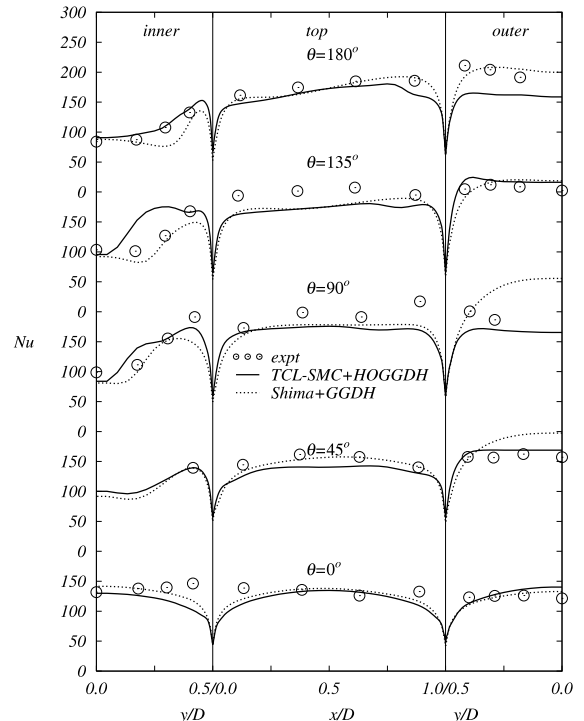 300
inner top outer
250
θ=180°
200
150
100
50
θ=135°
0
150
100
50
θ=90°
0
Nu
150
expt
100
TCL-SMC+HOGGDH
Shima+GGDH
50
0
θ=45°
150
100
50
0
θ=0°
150
100
50
0
0.0 0.5/0.0 0.5 1.0/0.5 0.0
y/D x/D y/D